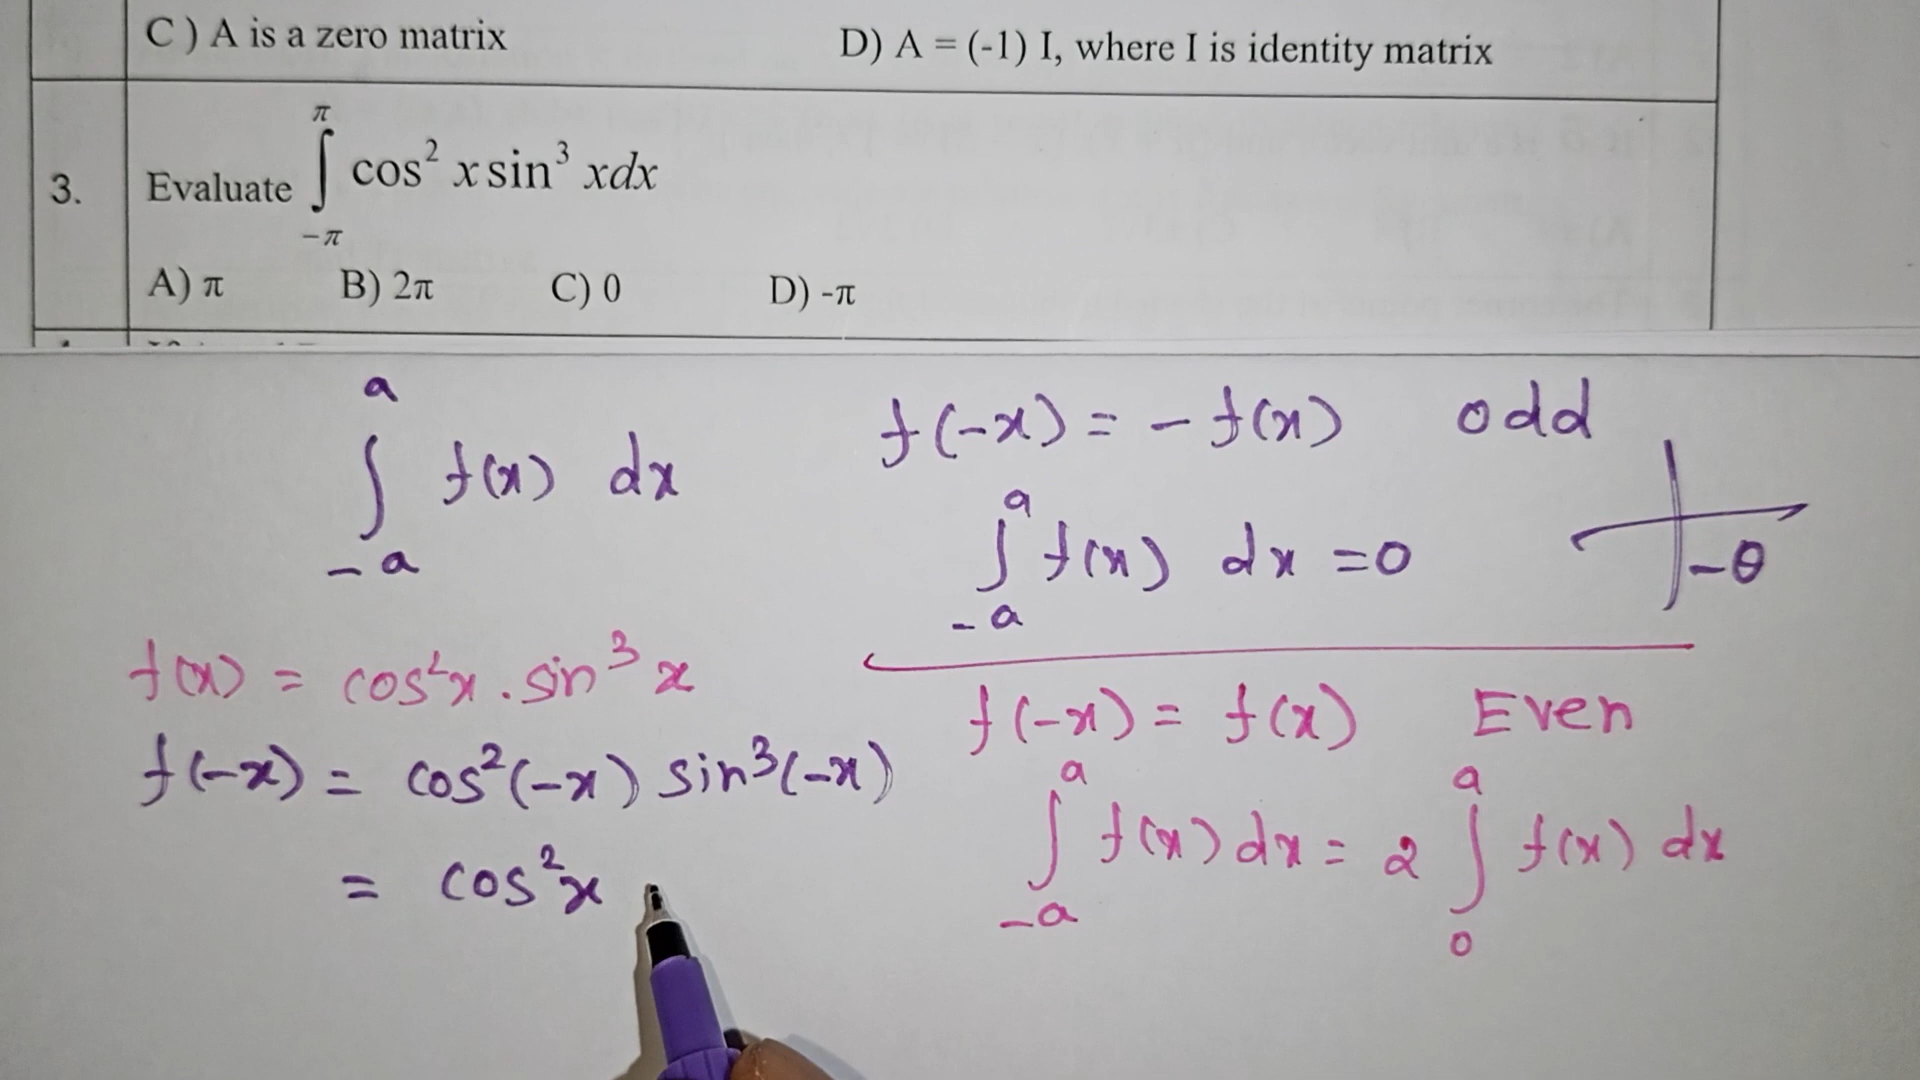 C ) A is a zero matrix D) A = (-1) I, where I is identity matrix
3. Evaluate ∫_{-π}^{π} cos² x sin³ xdx
A) π B) 2π C) 0 D) -π
∫_{-a}^{a} f(x) dx
f(-x) = - f(x) odd
∫_{-a}^{a} f(x) dx = 0
-θ
f(x) = cos²x . sin³ x
f(-x) = cos²(-x) sin³(-x)
= cos²x
f(-x) = f(x) Even
∫_{-a}^{a} f(x) dx = 2 ∫_{0}^{a} f(x) dx